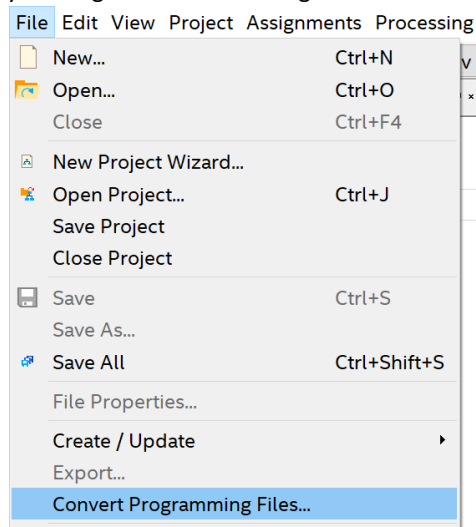 File Edit View Project Assignments Processing
New... Ctrl+N
Open... Ctrl+O
Close Ctrl+F4
New Project Wizard...
Open Project... Ctrl+J
Save Project
Close Project
Save Ctrl+S
Save As...
Save All Ctrl+Shift+S
File Properties...
Create / Update
Export...
Convert Programming Files...